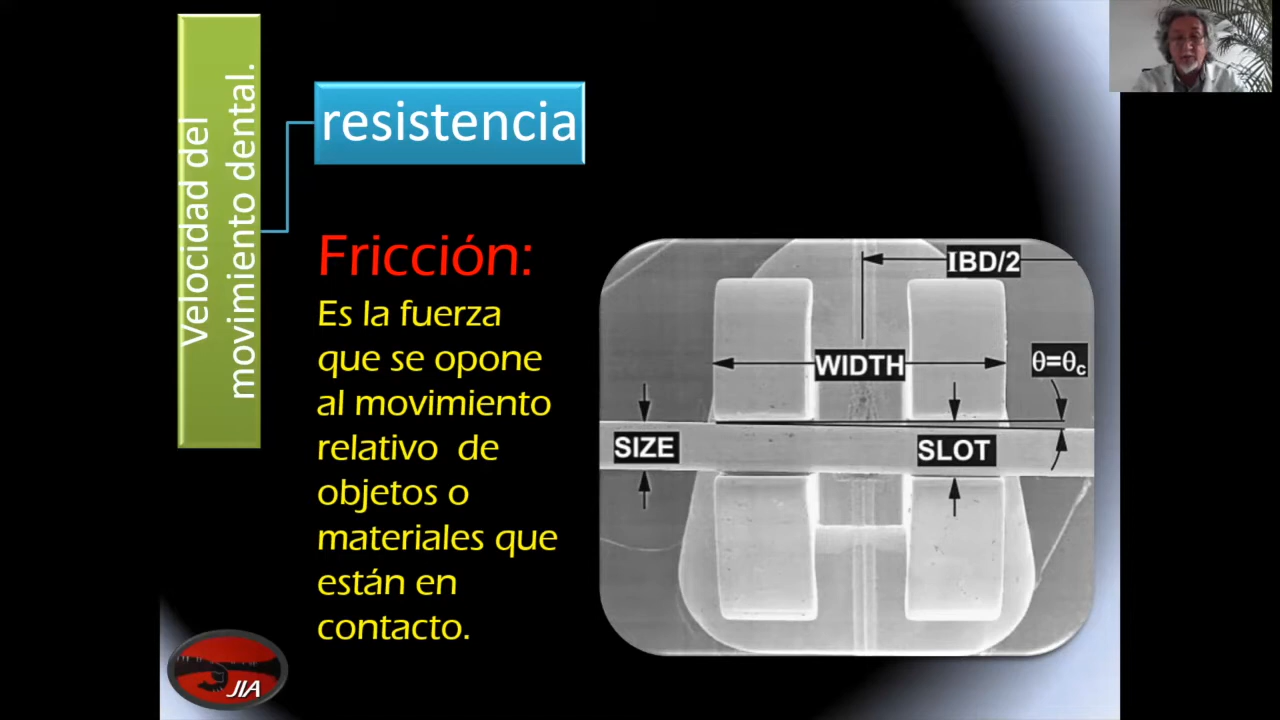 Velocidad del
movimiento dental.
resistencia
Fricción:
Es la fuerza
que se opone
al movimiento
relativo de
objetos o
materiales que
están en
contacto.
IBD/2
WIDTH
θ=θc
SIZE
SLOT
JIA